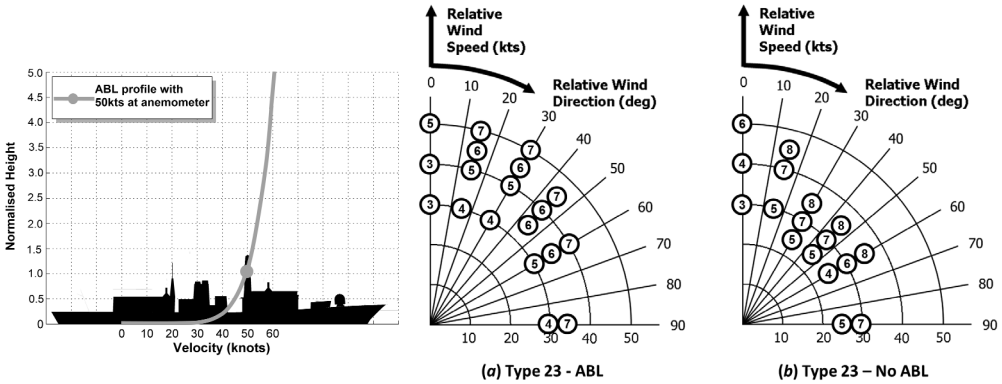 5.0
4.5
4.0
3.5
3.0
2.5
2.0
1.5
1.0
0.5
0
Normalised Height
ABL profile with
50kts at anemometer
0 10 20 30 40 50 60
Velocity (knots)
Relative
Wind
Speed (kts)
Relative Wind
Direction (deg)
0
10
20
30
40
50
60
70
80
90
5 7 7
6 6 7
3 5 5 6
6 7
3 4 4 6
5
10 20 30 40 50
4 7
(a) Type 23 - ABL
Relative
Wind
Speed (kts)
Relative Wind
Direction (deg)
0
10
20
30
40
50
60
70
80
90
6 8
4 7
3 5 8
7 8
5 7
5 6 8
4
5 7
10 20 30 40 50
(b) Type 23 – No ABL